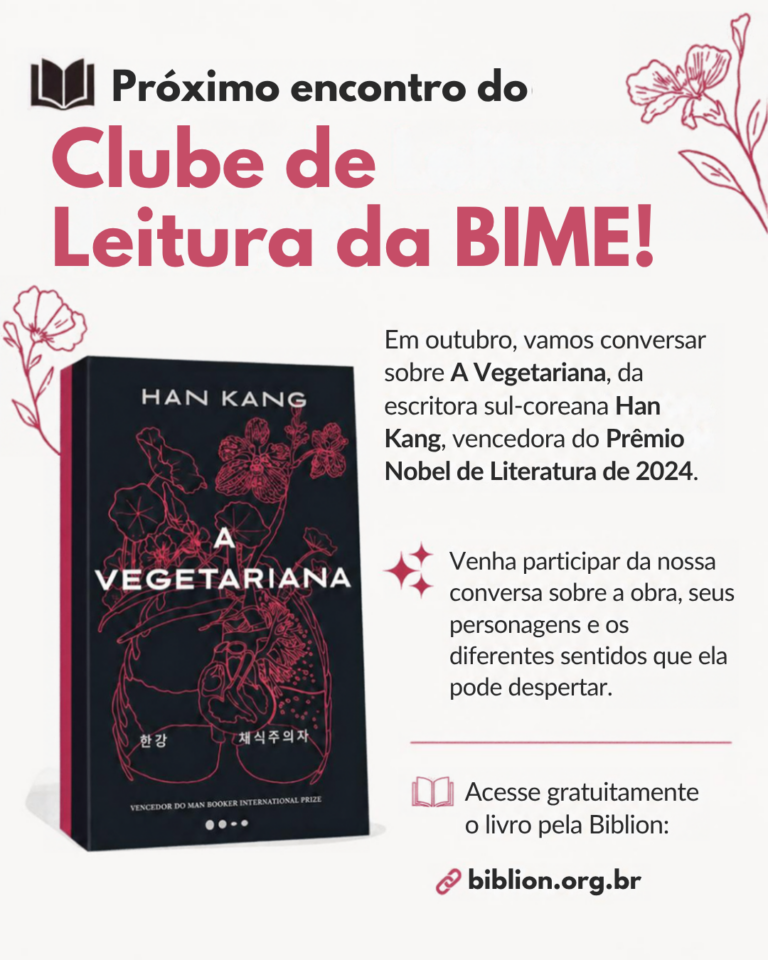 Próximo encontro do
Clube de
Leitura da BIME!
Em outubro, vamos conversar
sobre A Vegetariana, da
escritora sul-coreana Han
Kang, vencedora do Prêmio
Nobel de Literatura de 2024.
HAN KANG
A
VEGETARIANA
한강
채식주의자
VENCEDOR DO MAN BOOKER INTERNATIONAL PRIZE
Venha participar da nossa
conversa sobre a obra, seus
personagens e os
diferentes sentidos que ela
pode despertar.
Acesse gratuitamente
o livro pela Biblion:
biblion.org.br